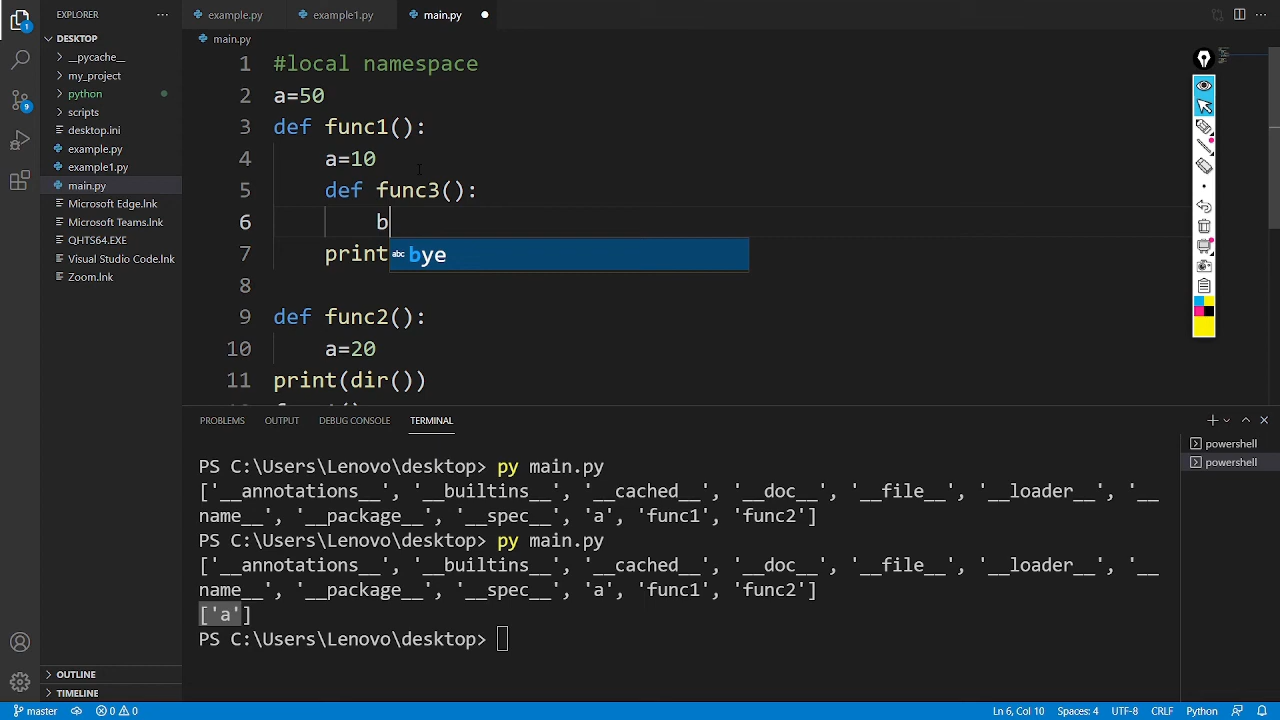 EXPLORER
example.py
example1.py
main.py
DESKTOP
main.py
__pycache__
my_project
python
scripts
desktop.ini
example.py
example1.py
main.py
Microsoft Edge.lnk
Microsoft Teams.lnk
QHTS64.EXE
Visual Studio Code.lnk
Zoom.lnk
1 #local namespace
2 a=50
3 def func1():
4 a=10
5 def func3():
6 b
7 print
bye
8
9 def func2():
10 a=20
11 print(dir())
PROBLEMS OUTPUT DEBUG CONSOLE TERMINAL
powershell
powershell
PS C:\Users\Lenovo\desktop> py main.py
['__annotations__', '__builtins__', '__cached__', '__doc__', '__file__', '__loader__', '__
name__', '__package__', '__spec__', 'a', 'func1', 'func2']
PS C:\Users\Lenovo\desktop> py main.py
['__annotations__', '__builtins__', '__cached__', '__doc__', '__file__', '__loader__', '__
name__', '__package__', '__spec__', 'a', 'func1', 'func2']
['a']
PS C:\Users\Lenovo\desktop>
OUTLINE
TIMELINE
1
9
main 0 0 Ln 6, Col 10 Spaces: 4 UTF-8 CRLF Python